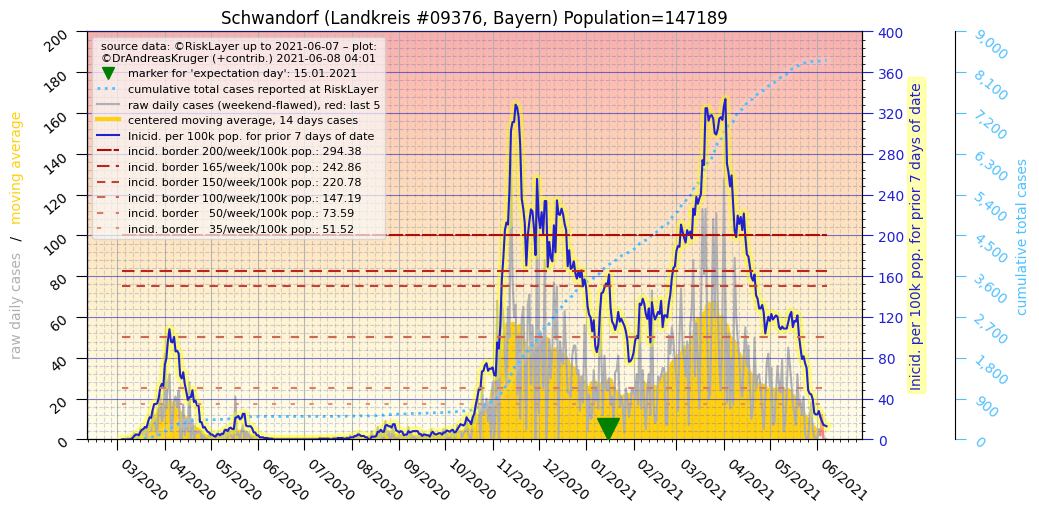 Schwandorf (Landkreis #09376, Bayern) Population=147189
source data: ©RiskLayer up to 2021-06-07 – plot:
©DrAndreasKruger (+contrib.) 2021-06-08 04:01
marker for 'expectation day': 15.01.2021
cumulative total cases reported at RiskLayer
raw daily cases (weekend-flawed), red: last 5
centered moving average, 14 days cases
Inicid. per 100k pop. for prior 7 days of date
incid. border 200/week/100k pop.: 294.38
incid. border 165/week/100k pop.: 242.86
incid. border 150/week/100k pop.: 220.78
incid. border 100/week/100k pop.: 147.19
incid. border   50/week/100k pop.: 73.59
incid. border   35/week/100k pop.: 51.52
raw daily cases / moving average
200
180
160
140
120
100
80
60
40
20
0
400
360
320
280
240
200
160
120
80
40
0
Inicid. per 100k pop. for prior 7 days of date
9,000
8,100
7,200
6,300
5,400
4,500
3,600
2,700
1,800
900
0
cumulative total cases
03/2020
04/2020
05/2020
06/2020
07/2020
08/2020
09/2020
10/2020
11/2020
12/2020
01/2021
02/2021
03/2021
04/2021
05/2021
06/2021